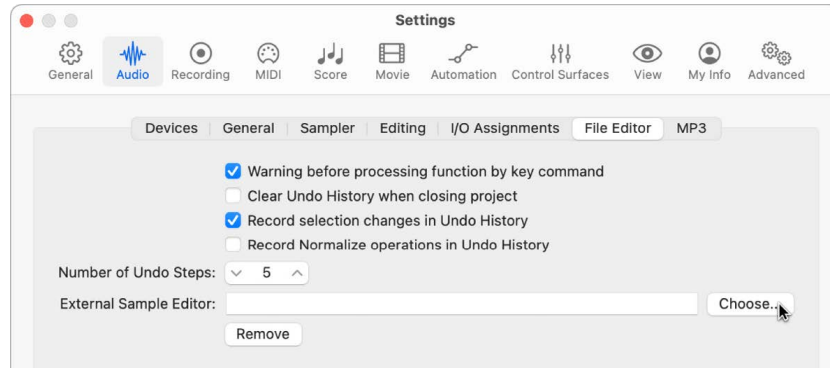 Settings
General Audio Recording MIDI Score Movie Automation Control Surfaces View My Info Advanced
Devices General Sampler Editing I/O Assignments File Editor MP3
Warning before processing function by key command
Clear Undo History when closing project
Record selection changes in Undo History
Record Normalize operations in Undo History
Number of Undo Steps: 5
External Sample Editor: Choose...
Remove